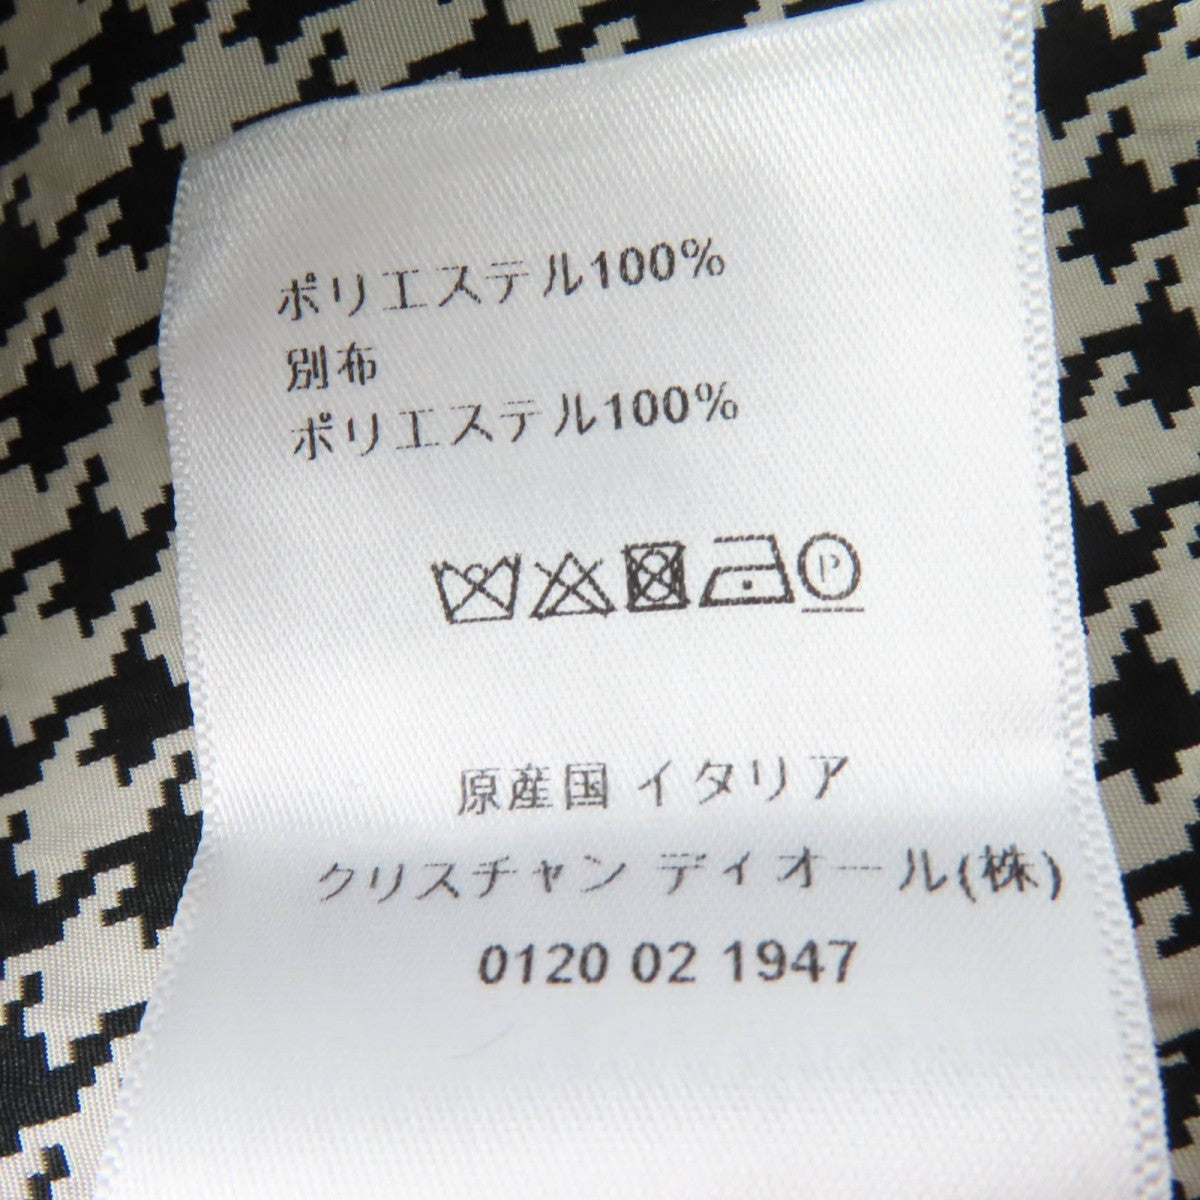 ポリエステル100%
別布
ポリエステル100%
P
原産国 イタリア
クリスチャン ディオール(株)
0120 02 1947